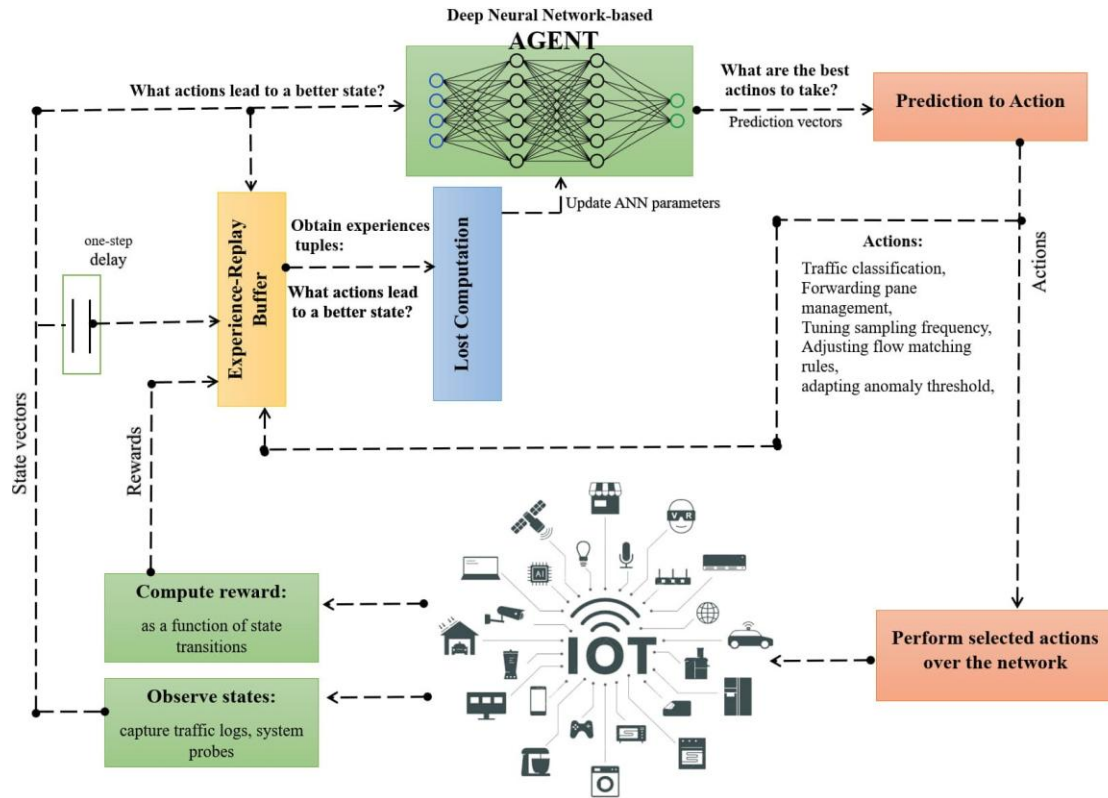 Deep Neural Network-based
AGENT
What actions lead to a better state?
What are the best
actinos to take?
Prediction vectors
Prediction to Action
Update ANN parameters
one-step
delay
Experience-Replay
Buffer
Obtain experiences
tuples:
What actions lead
to a better state?
Lost Computation
Actions:
Traffic classification,
Forwarding pane
management,
Tuning sampling frequency,
Adjusting flow matching
rules,
adapting anomaly threshold,
Actions
State vectors
Rewards
Compute reward:
as a function of state
transitions
Observe states:
capture traffic logs, system
probes
VR
AI
IOT
Perform selected actions
over the network